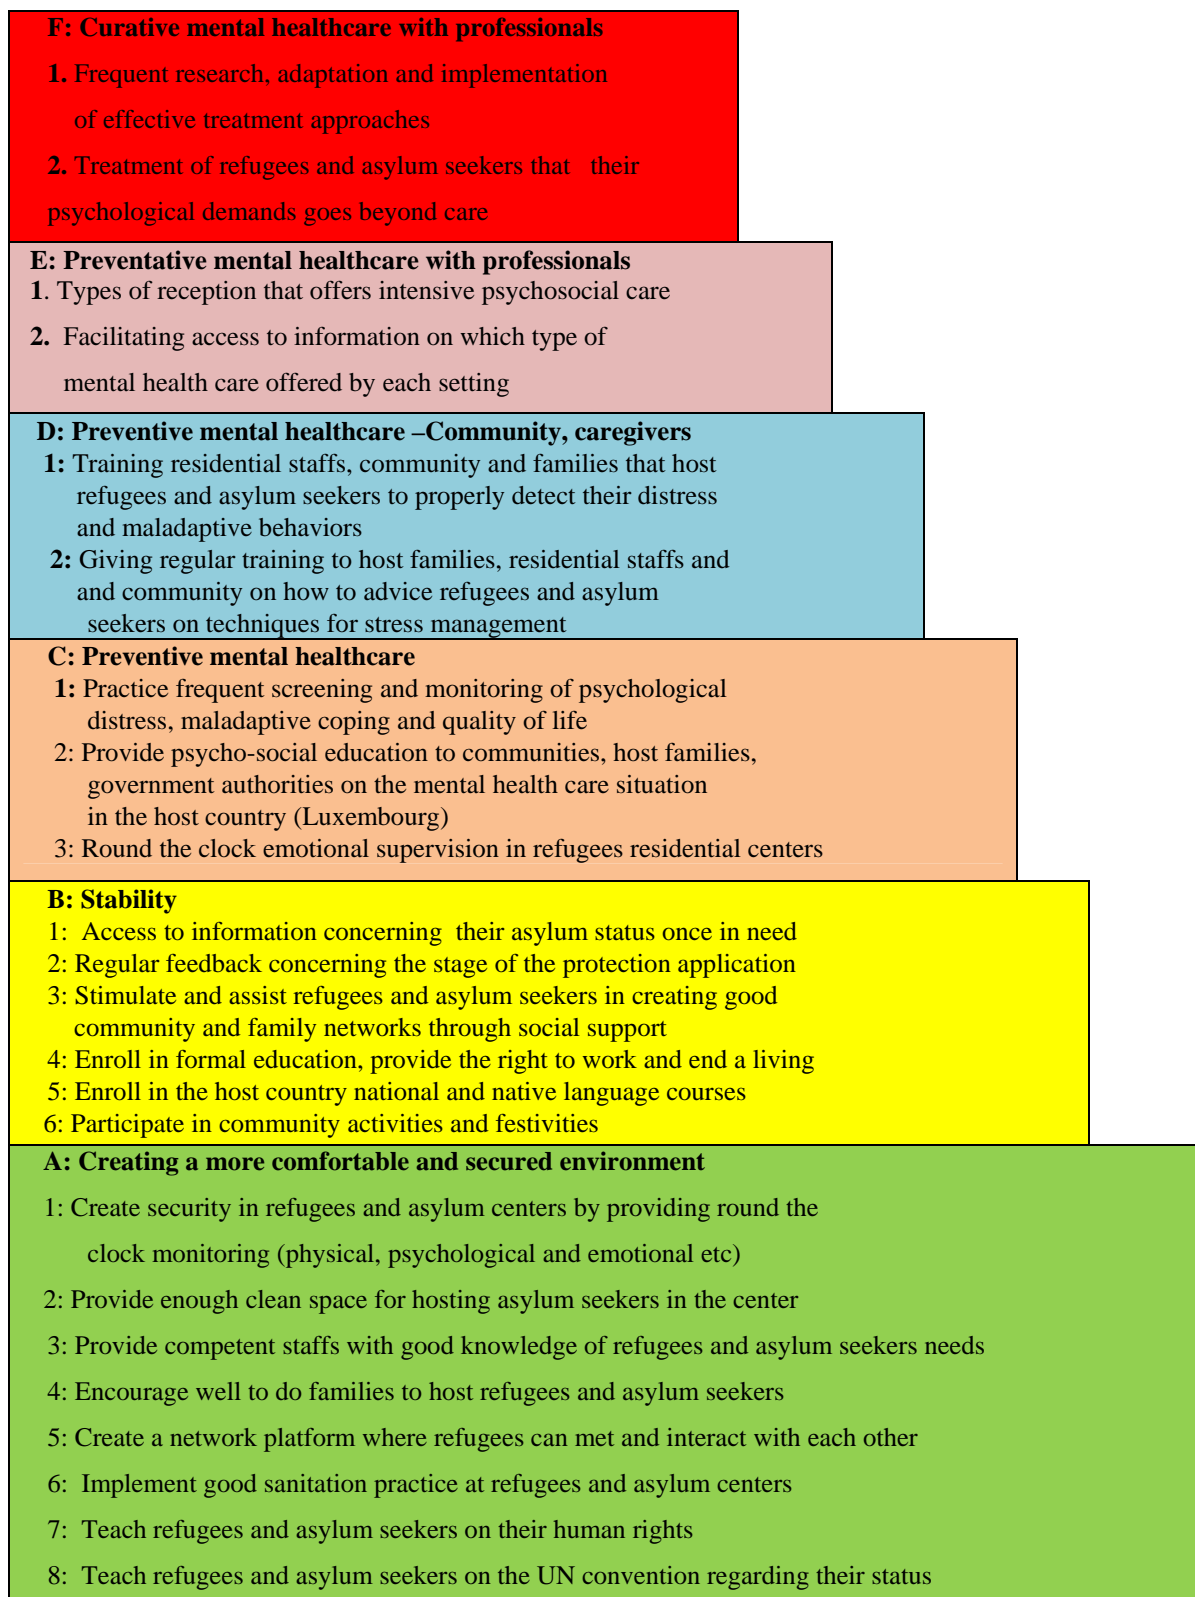 F: Curative mental healthcare with professionals
1. Frequent research, adaptation and implementation
of effective treatment approaches
2. Treatment of refugees and asylum seekers that their
psychological demands goes beyond care
E: Preventative mental healthcare with professionals
1. Types of reception that offers intensive psychosocial care
2. Facilitating access to information on which type of
mental health care offered by each setting
D: Preventive mental healthcare –Community, caregivers
1: Training residential staffs, community and families that host
refugees and asylum seekers to properly detect their distress
and maladaptive behaviors
2: Giving regular training to host families, residential staffs and
and community on how to advice refugees and asylum
seekers on techniques for stress management
C: Preventive mental healthcare
1: Practice frequent screening and monitoring of psychological
distress, maladaptive coping and quality of life
2: Provide psycho-social education to communities, host families,
government authorities on the mental health care situation
in the host country (Luxembourg)
3: Round the clock emotional supervision in refugees residential centers
B: Stability
1: Access to information concerning their asylum status once in need
2: Regular feedback concerning the stage of the protection application
3: Stimulate and assist refugees and asylum seekers in creating good
community and family networks through social support
4: Enroll in formal education, provide the right to work and end a living
5: Enroll in the host country national and native language courses
6: Participate in community activities and festivities
A: Creating a more comfortable and secured environment
1: Create security in refugees and asylum centers by providing round the
clock monitoring (physical, psychological and emotional etc)
2: Provide enough clean space for hosting asylum seekers in the center
3: Provide competent staffs with good knowledge of refugees and asylum seekers needs
4: Encourage well to do families to host refugees and asylum seekers
5: Create a network platform where refugees can met and interact with each other
6: Implement good sanitation practice at refugees and asylum centers
7: Teach refugees and asylum seekers on their human rights
8: Teach refugees and asylum seekers on the UN convention regarding their status